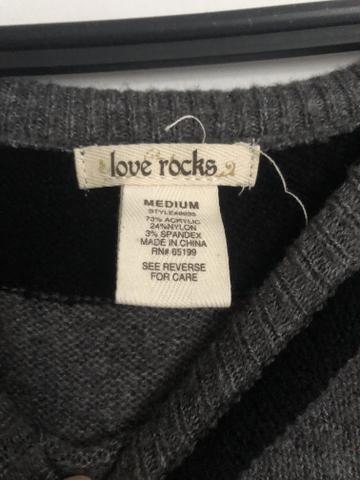 love rocks
MEDIUM
73% ACRYLIC
24%NYLON
3% SPANDEX
MADE IN CHINA
RN# 65199
SEE REVERSE
FOR CARE